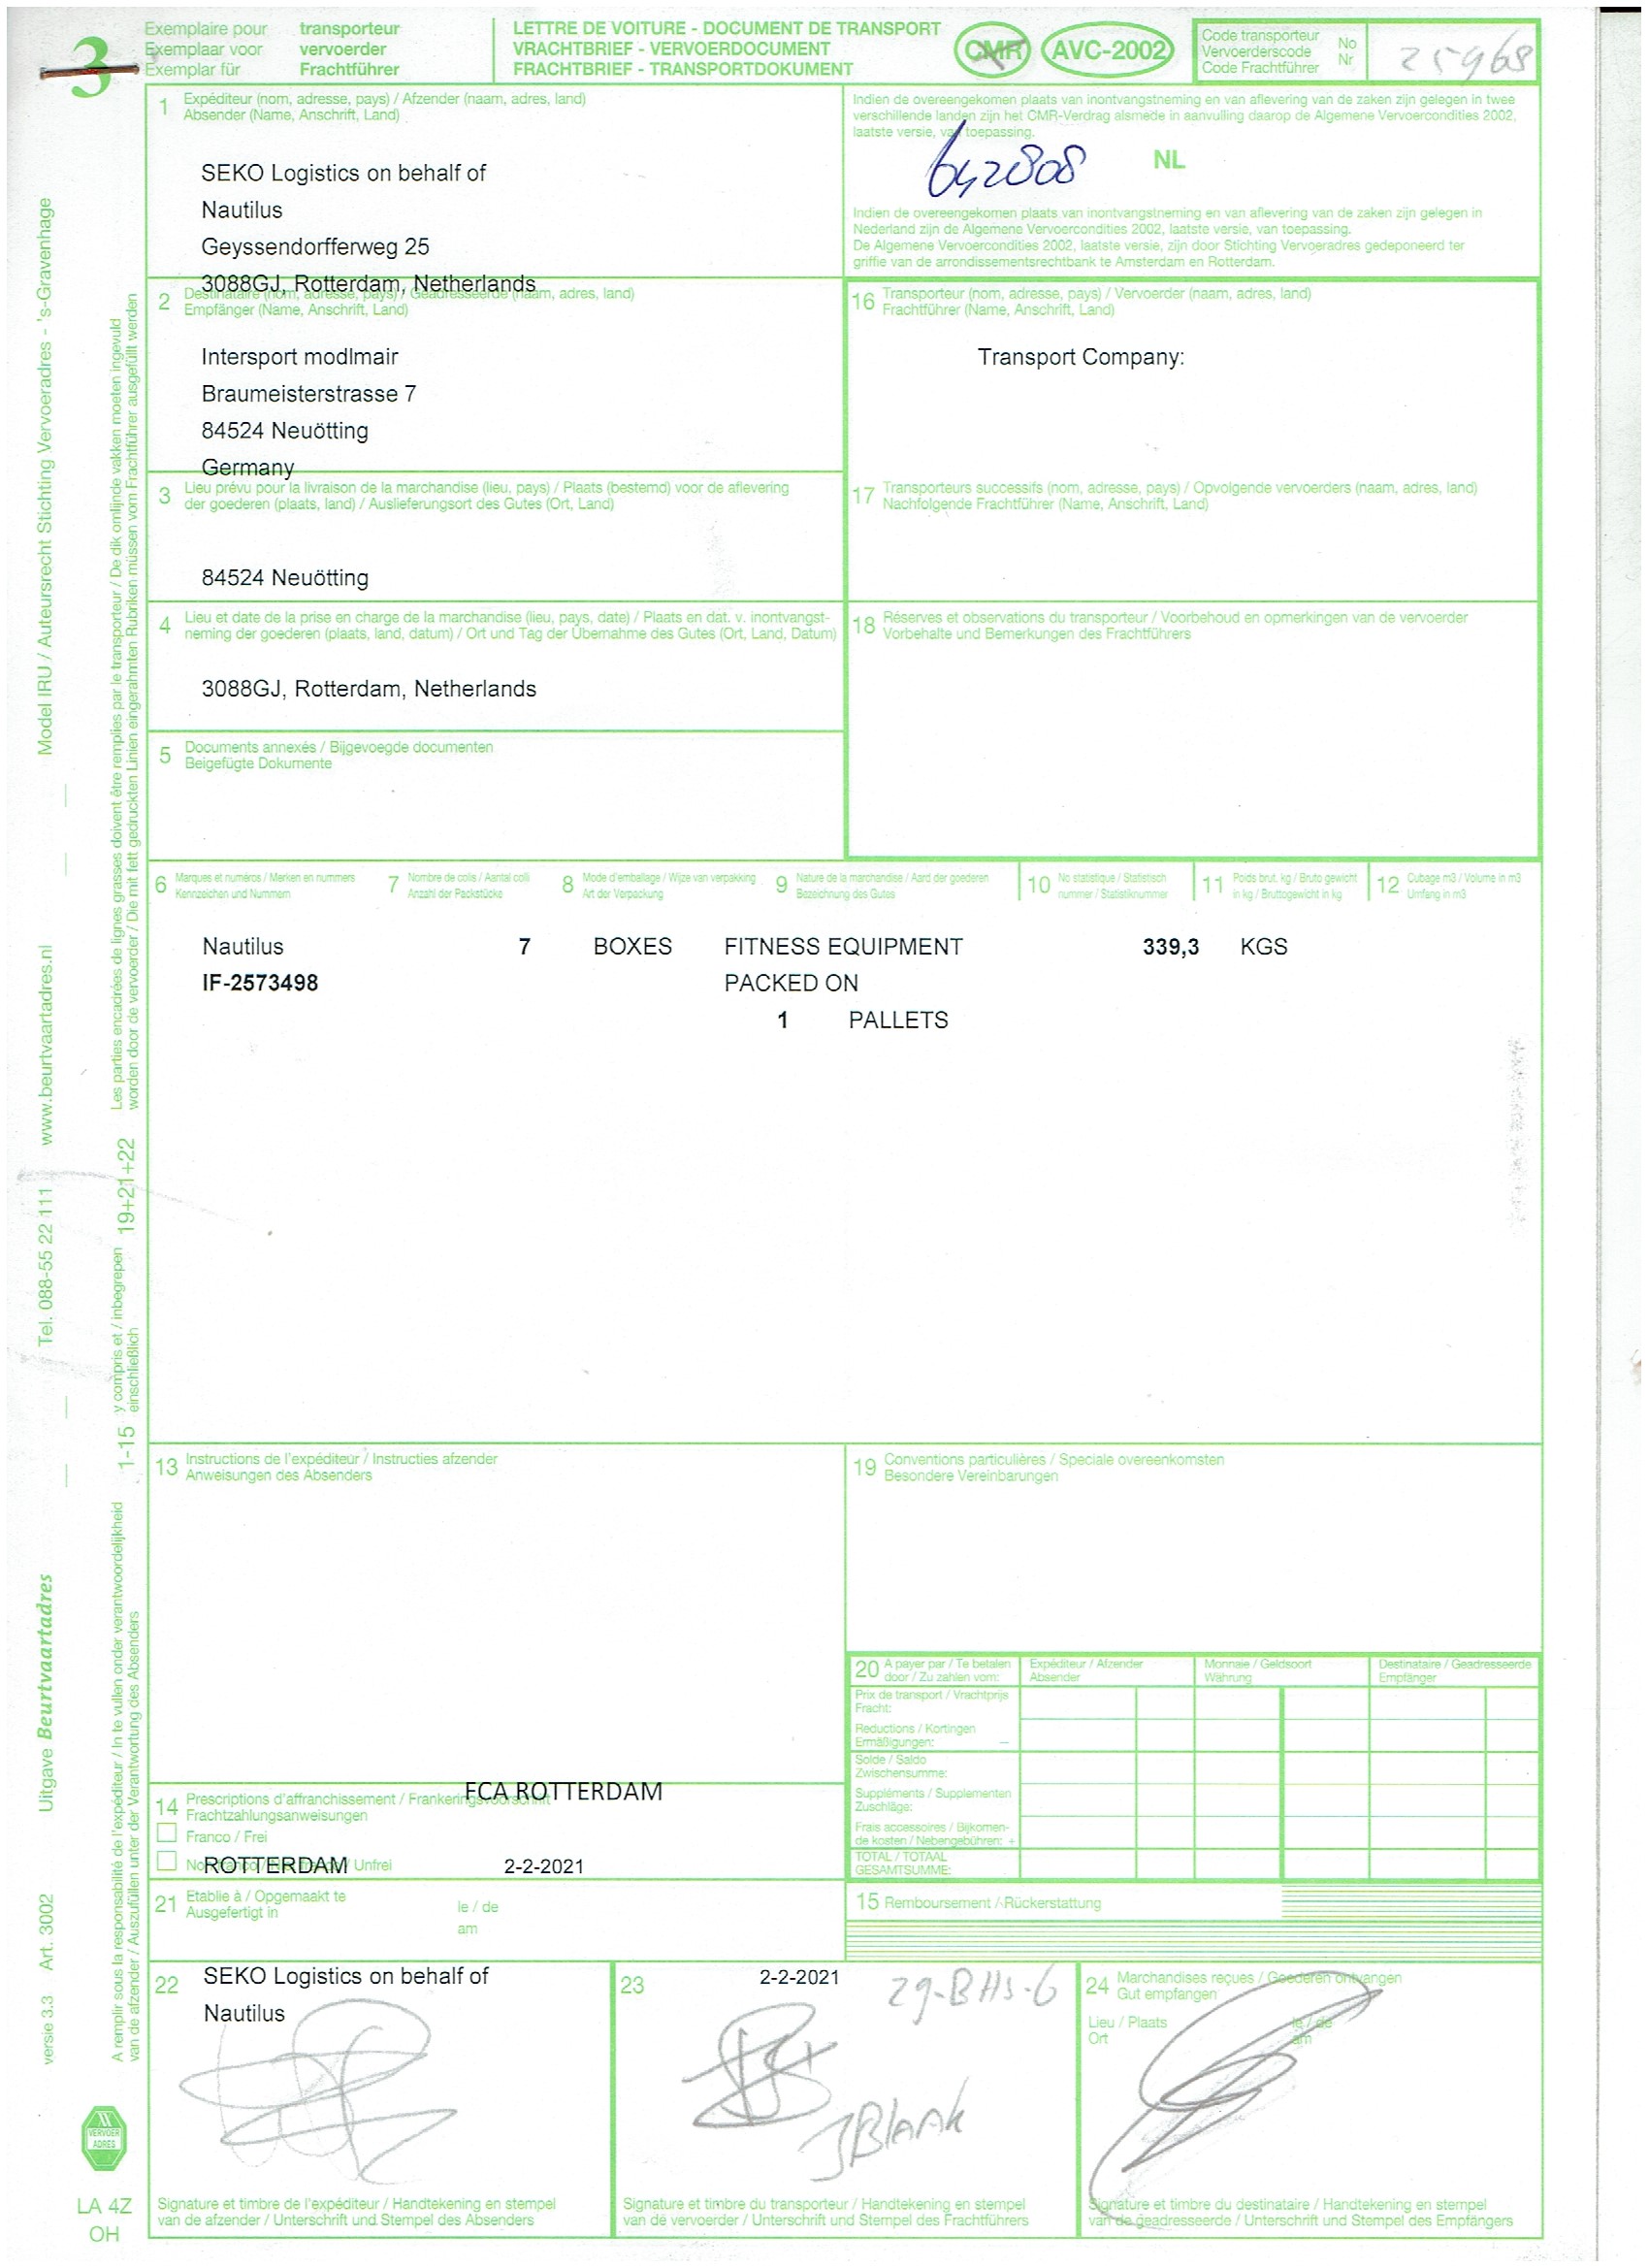 3
Exemplaire pour transporteur
Exemplaar voor vervoerder
Exemplar für Frachtführer
LETTRE DE VOITURE - DOCUMENT DE TRANSPORT
VRACHTBRIEF - VERVOERDOCUMENT
FRACHTBRIEF - TRANSPORTDOKUMENT
CMR AVC-2002
Code transporteur
Vervoerderscode
Code Frachtführer
No
Nr
25968
1 Expéditeur (nom, adresse, pays) / Afzender (naam, adres, land)
Absender (Name, Anschrift, Land)
SEKO Logistics on behalf of
Nautilus
Geyssendorfferweg 25
3088GJ, Rotterdam, Netherlands
Indien de overeengekomen plaats van inontvangstneming en van aflevering van de zaken zijn gelegen in twee
verschillende landen zijn het CMR-Verdrag alsmede in aanvulling daarop de Algemene Vervoercondities 2002,
laatste versie, van toepassing.
642808
NL
Indien de overeengekomen plaats van inontvangstneming en van aflevering van de zaken zijn gelegen in
Nederland zijn de Algemene Vervoercondities 2002, laatste versie, van toepassing.
De Algemene Vervoercondities 2002, laatste versie, zijn door Stichting Vervoeradres gedeponeerd ter
griffie van de arrondissementsrechtbank te Amsterdam en Rotterdam.
2 Destinataire (nom, adresse, pays) / Geadresseerde (naam, adres, land)
Empfänger (Name, Anschrift, Land)
Intersport modlmair
Braumeisterstrasse 7
84524 Neuötting
Germany
16 Transporteur (nom, adresse, pays) / Vervoerder (naam, adres, land)
Frachtführer (Name, Anschrift, Land)
Transport Company:
3 Lieu prévu pour la livraison de la marchandise (lieu, pays) / Plaats (bestemd) voor de aflevering
der goederen (plaats, land) / Auslieferungsort des Gutes (Ort, Land)
84524 Neuötting
17 Transporteurs successifs (nom, adresse, pays) / Opvolgende vervoerders (naam, adres, land)
Nachfolgende Frachtführer (Name, Anschrift, Land)
4 Lieu et date de la prise en charge de la marchandise (lieu, pays, date) / Plaats en dat. v. inontvangst-
neming der goederen (plaats, land, datum) / Ort und Tag der Übernahme des Gutes (Ort, Land, Datum)
3088GJ, Rotterdam, Netherlands
18 Réserves et observations du transporteur / Voorbehoud en opmerkingen van de vervoerder
Vorbehalte und Bemerkungen des Frachtführers
5 Documents annexés / Bijgevoegde documenten
Beigefügte Dokumente
6 Marques et numéros / Merken en nummers
Kennzeichen und Nummern
7 Nombre de colis / Aantal colli
Anzahl der Packstücke
8 Mode d'emballage / Wijze van verpakking
Art der Verpackung
9 Nature de la marchandise / Aard der goederen
Bezeichnung des Gutes
10 No statistique / Statistisch
nummer / Statistiknummer
11 Poids brut, kg / Bruto gewicht
in kg / Bruttogewicht in kg
12 Cubage m3 / Volume in m3
Umfang in m3
Nautilus 7 BOXES FITNESS EQUIPMENT 339,3 KGS
IF-2573498 PACKED ON
1 PALLETS
13 Instructions de l'expéditeur / Instructies afzender
Anweisungen des Absenders
19 Conventions particulières / Speciale overeenkomsten
Besondere Vereinbarungen
20 A payer par / Te betalen
door / Zu zahlen vom:
Expéditeur / Afzender
Absender
Monnaie / Geldsoort
Währung
Destinataire / Geadresseerde
Empfänger
Prix de transport / Vrachtprijs
Fracht:
Reductions / Kortingen
Ermäßigungen: –
Solde / Saldo
Zwischensumme:
Suppléments / Supplementen
Zuschläge:
Frais accessoires / Bijkomen-
de kosten / Nebengebühren: +
TOTAL / TOTAAL
GESAMTSUMME:
FCA ROTTERDAM
14 Prescriptions d'affranchissement / Frankeringsvoorschrift
Frachtzahlungsanweisungen
Franco / Frei
Unfrei
ROTTERDAM 2-2-2021
21 Etablie à / Opgemaakt te
Ausgefertigt in
le / de
am
15 Remboursement / Rückerstattung
22 SEKO Logistics on behalf of
Nautilus
Signature et timbre de l'expéditeur / Handtekening en stempel
van de afzender / Unterschrift und Stempel des Absenders
23 2-2-2021
29-BHS-6
JBlank
Signature et timbre du transporteur / Handtekening en stempel
van de vervoerder / Unterschrift und Stempel des Frachtführers
24 Marchandises reçues / Goederen ontvangen
Gut empfangen
Lieu / Plaats
Ort
le / de
am
Signature et timbre du destinataire / Handtekening en stempel
van de geadresseerde / Unterschrift und Stempel des Empfängers
Model IRU / Auteursrecht Stichting Vervoeradres - 's-Gravenhage
www.beurtvaartadres.nl
Tel. 088-55 22 111
Uitgave Beurtvaartadres
Art. 3002
versie 3.3
Les parties encadrées de lignes grasses doivent être remplies par le transporteur / De dik omlijnde vakken moeten ingevuld
worden door de vervoerder / Die mit fett gedruckten Linien eingerahmten Rubriken müssen vom Frachtführer ausgefüllt werden
19+21+22
y compris et / inbegrepen
einschließlich
1-15
A remplir sous la responsabilité de l'expéditeur / In te vullen onder verantwoordelijkheid
van de afzender / Auszufüllen unter der Verantwortung des Absenders
VERVOER
ADRES
LA 4Z
OH